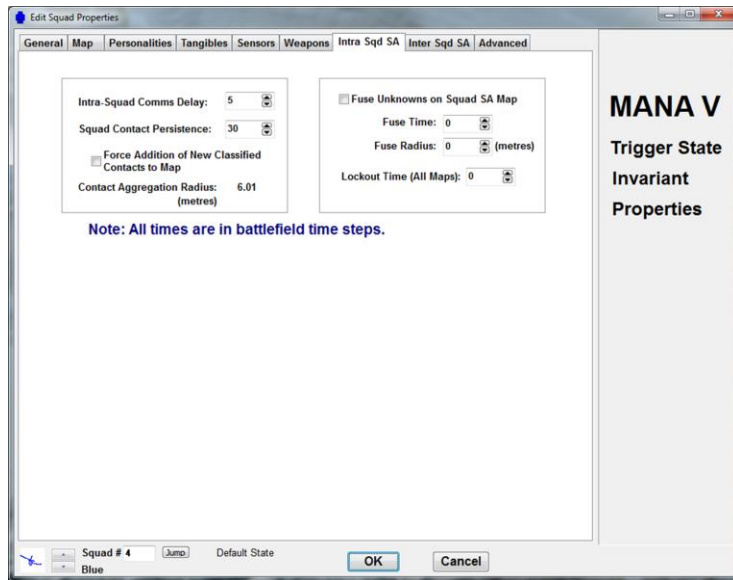 Edit Squad Properties
General Map Personalities Tangibles Sensors Weapons Intra Sqd SA Inter Sqd SA Advanced
Intra-Squad Comms Delay: 5
Squad Contact Persistence: 30
Force Addition of New Classified
Contacts to Map
Contact Aggregation Radius: 6.01
(metres)
Fuse Unknowns on Squad SA Map
Fuse Time: 0
Fuse Radius: 0 (metres)
Lockout Time (All Maps): 0
Note: All times are in battlefield time steps.
MANA V
Trigger State
Invariant
Properties
Squad # 4 Jump Default State
Blue
OK Cancel